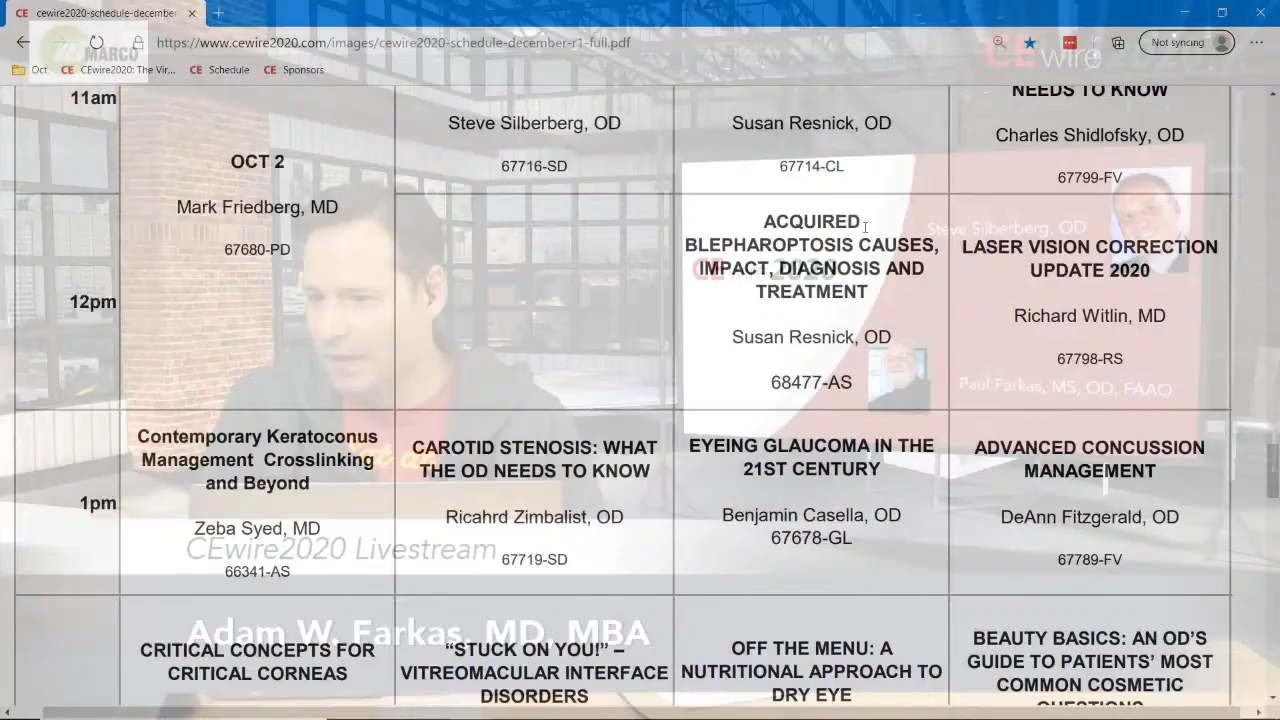 cewire2020-schedule-december
MARCO
https://www.cewire2020.com/images/cewire2020-schedule-december-r1-full.pdf
Not syncing
CEwire
Oct
CE CEwire2020: The Vir...
CE Schedule
CE Sponsors
11am
OCT 2
Mark Friedberg, MD
67680-PD
Steve Silberberg, OD
67716-SD
Susan Resnick, OD
67714-CL
NEEDS TO KNOW
Charles Shidlofsky, OD
67799-FV
12pm
ACQUIRED
BLEPHAROPTOSIS CAUSES,
IMPACT, DIAGNOSIS AND
TREATMENT
Susan Resnick, OD
68477-AS
Steve Silberberg, OD
LASER VISION CORRECTION
UPDATE 2020
Richard Witlin, MD
67798-RS
Paul Farkas, MS, OD, FAAO
1pm
Contemporary Keratoconus
Management Crosslinking
and Beyond
Zeba Syed, MD
66341-AS
CAROTID STENOSIS: WHAT
THE OD NEEDS TO KNOW
Ricahrd Zimbalist, OD
67719-SD
EYEING GLAUCOMA IN THE
21ST CENTURY
Benjamin Casella, OD
67678-GL
ADVANCED CONCUSSION
MANAGEMENT
DeAnn Fitzgerald, OD
67789-FV
CEwire2020 Livestream
Adam W. Farkas, MD, MBA
CRITICAL CONCEPTS FOR
CRITICAL CORNEAS
“STUCK ON YOU!” –
VITREOMACULAR INTERFACE
DISORDERS
OFF THE MENU: A
NUTRITIONAL APPROACH TO
DRY EYE
BEAUTY BASICS: AN OD’S
GUIDE TO PATIENTS’ MOST
COMMON COSMETIC
QUESTIONS